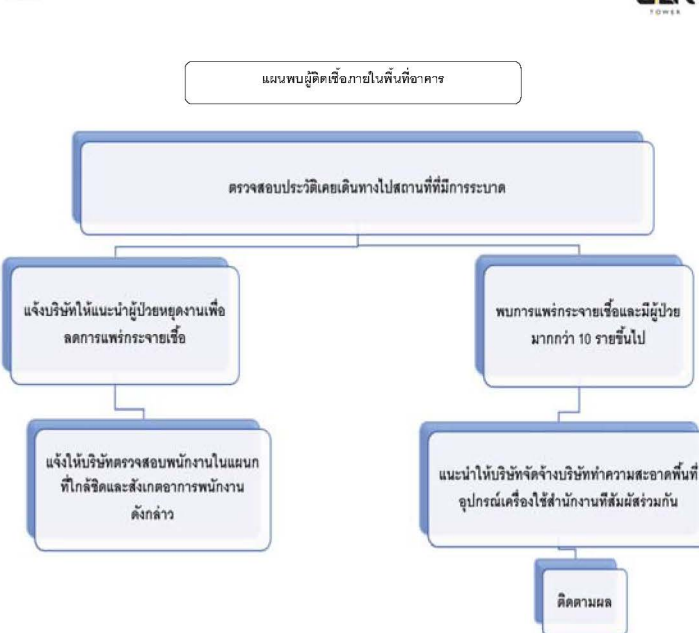 TOWER
แผนพบผู้ติดเชื้อภายในพื้นที่อาคาร
ตรวจสอบประวัติเคยเดินทางไปสถานที่ที่มีการระบาด
แจ้งบริษัทให้แนะนำผู้ป่วยหยุดงานเพื่อ
ลดการแพร่กระจายเชื้อ
พบการแพร่กระจายเชื้อและมีผู้ป่วย
มากกว่า 10 รายขึ้นไป
แจ้งให้บริษัทตรวจสอบพนักงานในแผนก
ที่ใกล้ชิดและสังเกตอาการพนักงาน
ดังกล่าว
แนะนำให้บริษัทจัดจ้างบริษัททำความสะอาดพื้นที่
อุปกรณ์เครื่องใช้สำนักงานที่สัมผัสร่วมกัน
ติดตามผล